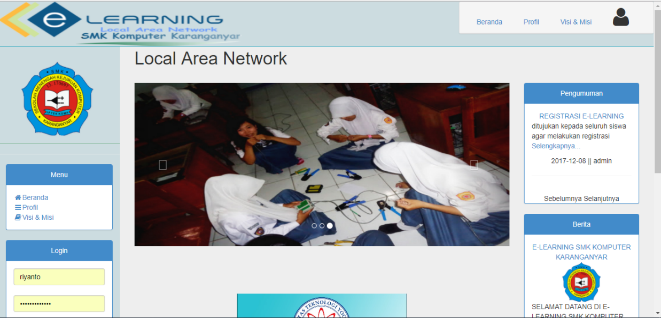 e LEARNING
Local Area Network
SMK Komputer Karanganyar
Beranda Profil Visi & Misi
Local Area Network
Menu
Beranda
Profil
Visi & Misi
Login
riyanto
Pengumuman
REGISTRASI E-LEARNING
ditujukan kepada seluruh siswa
agar melakukan registrasi
Selengkapnya...
2017-12-08 || admin
Sebelumnya Selanjutnya
Berita
E-LEARNING SMK KOMPUTER
KARANGANYAR
SELAMAT DATANG DI E-
LEARNING SMK KOMPUTER